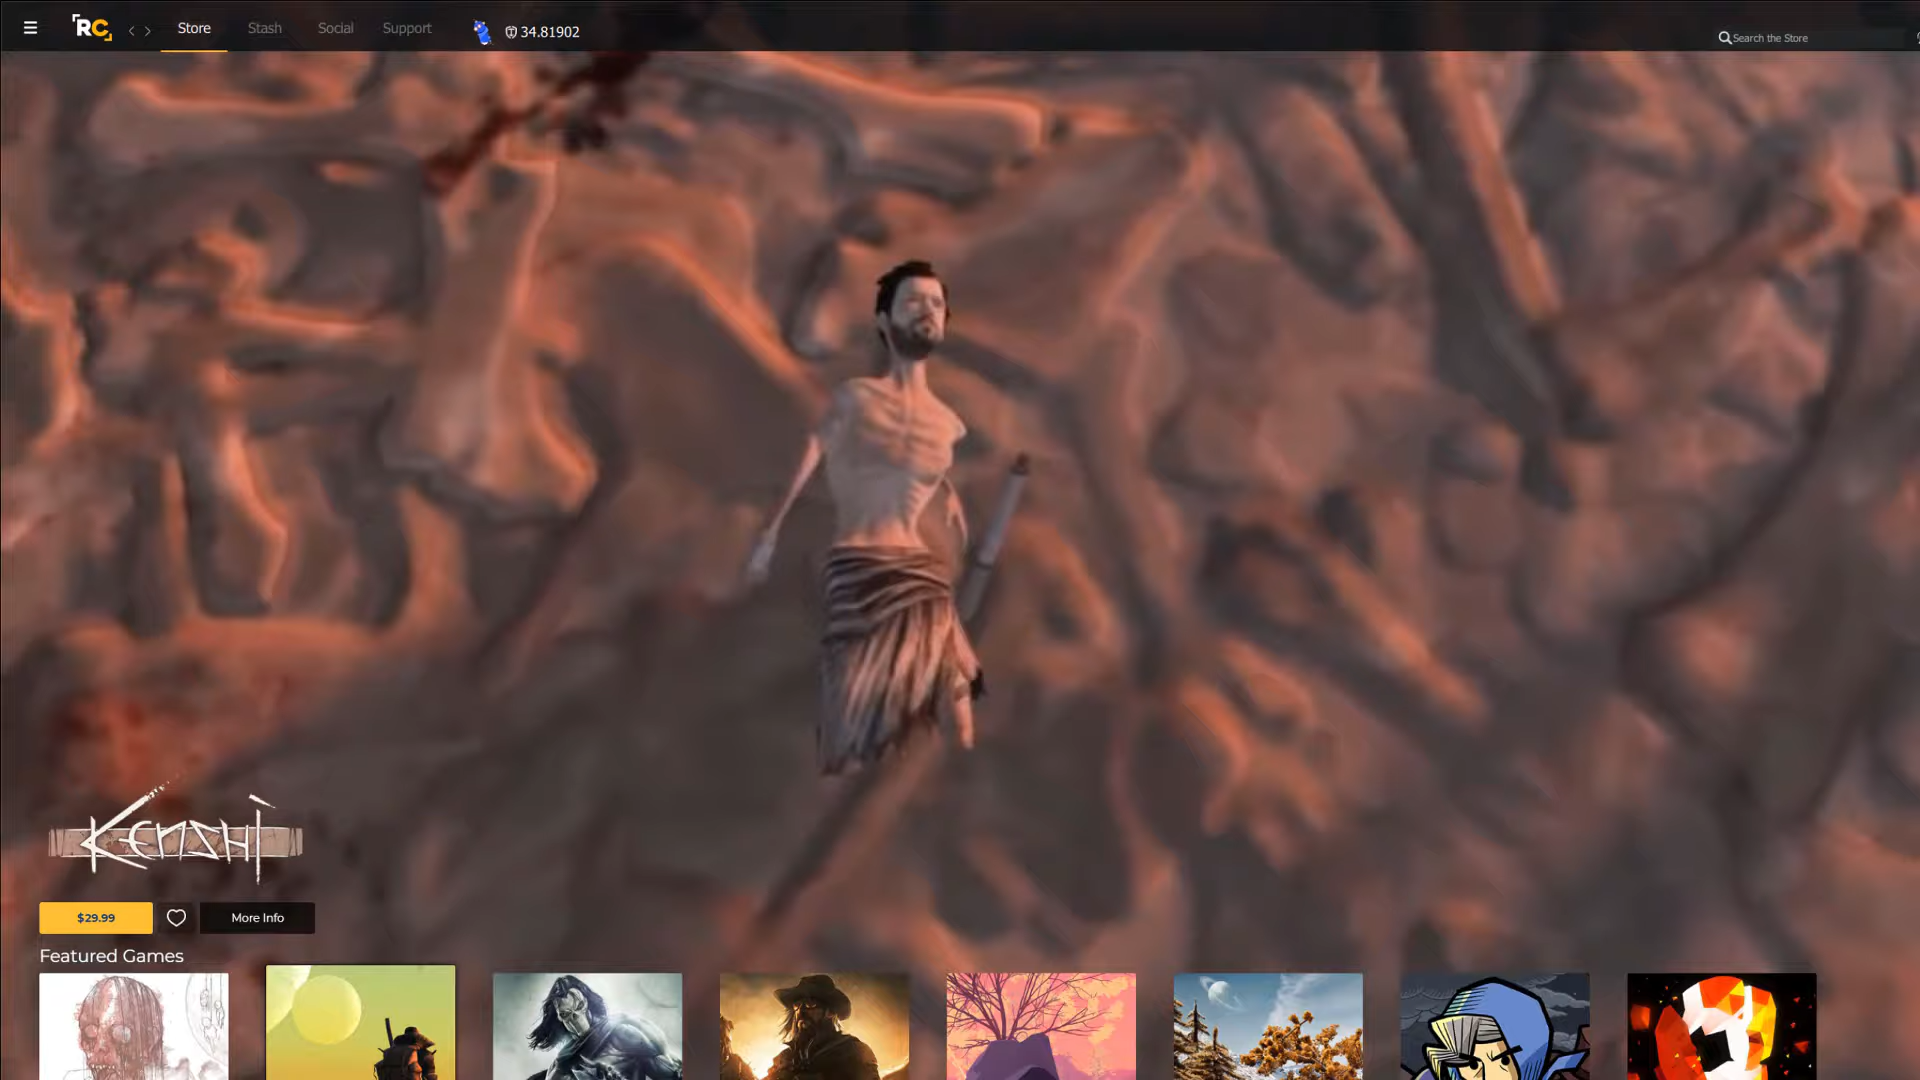 RC
Store
Stash
Social
Support
34.81902
Search the Store
KENSHI
$29.99
More Info
Featured Games